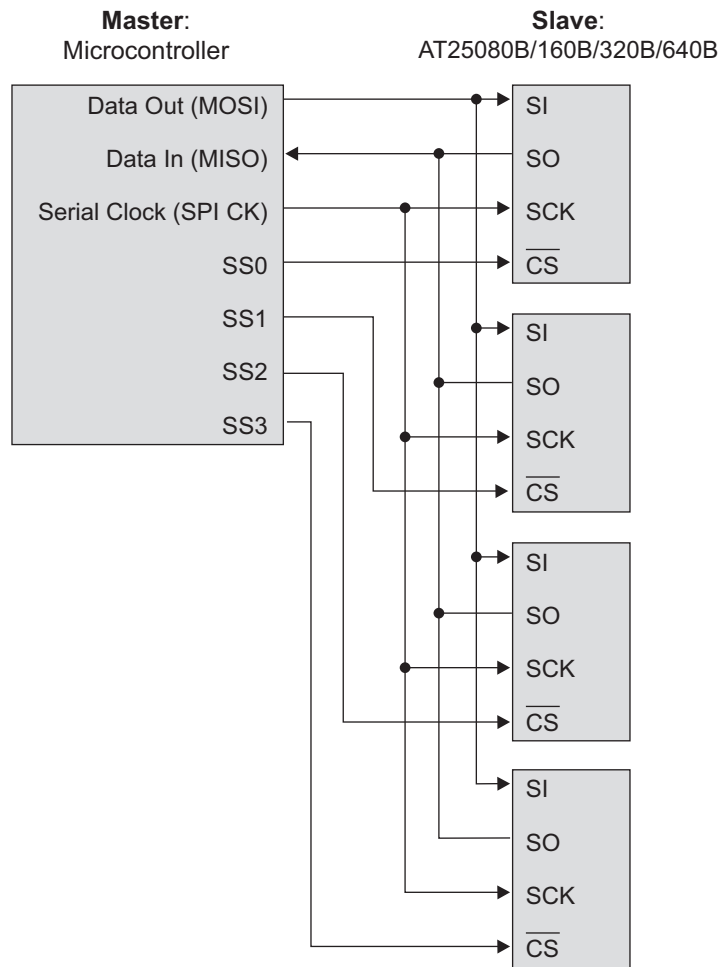 Master:
Microcontroller
Slave:
AT25080B/160B/320B/640B
Data Out (MOSI)
Data In (MISO)
Serial Clock (SPI CK)
SS0
SS1
SS2
SS3
SI
SO
SCK
CS
SI
SO
SCK
CS
SI
SO
SCK
CS
SI
SO
SCK
CS